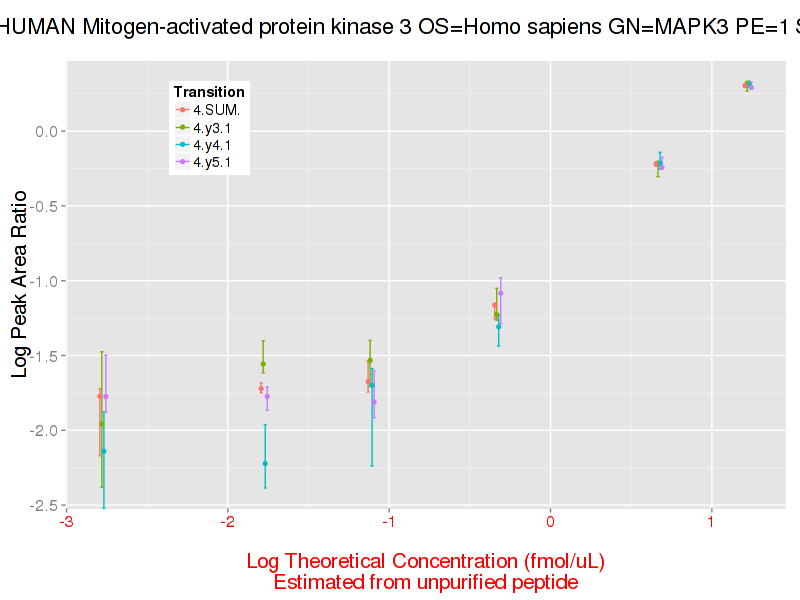 HUMAN Mitogen-activated protein kinase 3 OS=Homo sapiens GN=MAPK3 PE=1 S
Transition
4.SUM.
4.y3.1
4.y4.1
4.y5.1
Log Peak Area Ratio
0.0
-0.5
-1.0
-1.5
-2.0
-2.5
-3
-2
-1
0
1
Log Theoretical Concentration (fmol/uL)
Estimated from unpurified peptide